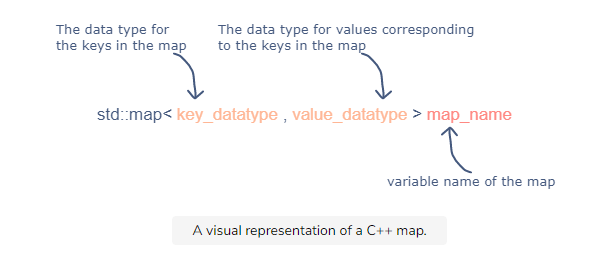 The data type for
the keys in the map
The data type for values corresponding
to the keys in the map
std::map< key_datatype , value_datatype > map_name
variable name of the map
A visual representation of a C++ map.